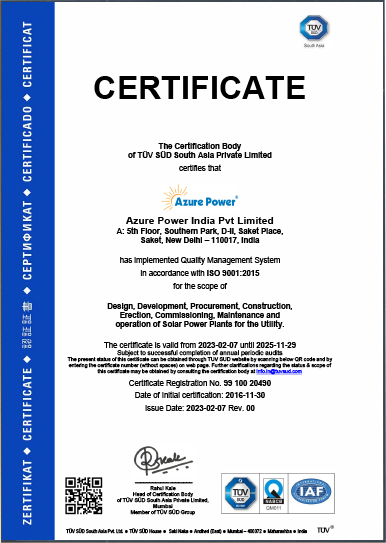 ZERTIFIKAT ◆ CERTIFICATE ◆ 認証証書 ◆ СЕРТИФИКАТ ◆ CERTIFICADO ◆ CERTIFICAT
TÜV
SÜD
South Asia
CERTIFICATE
The Certification Body
of TÜV SÜD South Asia Private Limited
certifies that
Azure Power®
Azure Power India Pvt Limited
A: 5th Floor, Southern Park, D-II, Saket Place,
Saket, New Delhi – 110017, India
has implemented Quality Management System
in accordance with ISO 9001:2015
for the scope of
Design, Development, Procurement, Construction,
Erection, Commissioning, Maintenance and
operation of Solar Power Plants for the Utility.
The certificate is valid from 2023-02-07 until 2025-11-29
Subject to successful completion of annual periodic audits
The present status of this certificate can be obtained through TUV SUD website by scanning below QR code and by
entering the certificate number (without spaces) on web page. Further clarifications regarding the status & scope of
this certificate may be obtained by consulting the certification body at info.in@tuvsud.com
Certificate Registration No. 99 100 20490
Date of Initial certification: 2016-11-30
Issue Date: 2023-02-07 Rev. 00
Rahul Kale
Head of Certification Body
of TÜV SÜD South Asia Private Limited,
Mumbai
Member of TÜV SÜD Group
TÜV
SÜD
NABCB
QM011
IAF
TÜV SÜD South Asia Pvt. Ltd. ● TÜV SÜD House ● Saki Naka ● Andheri (East) ● Mumbai – 400072 ● Maharashtra ● India
TÜV®